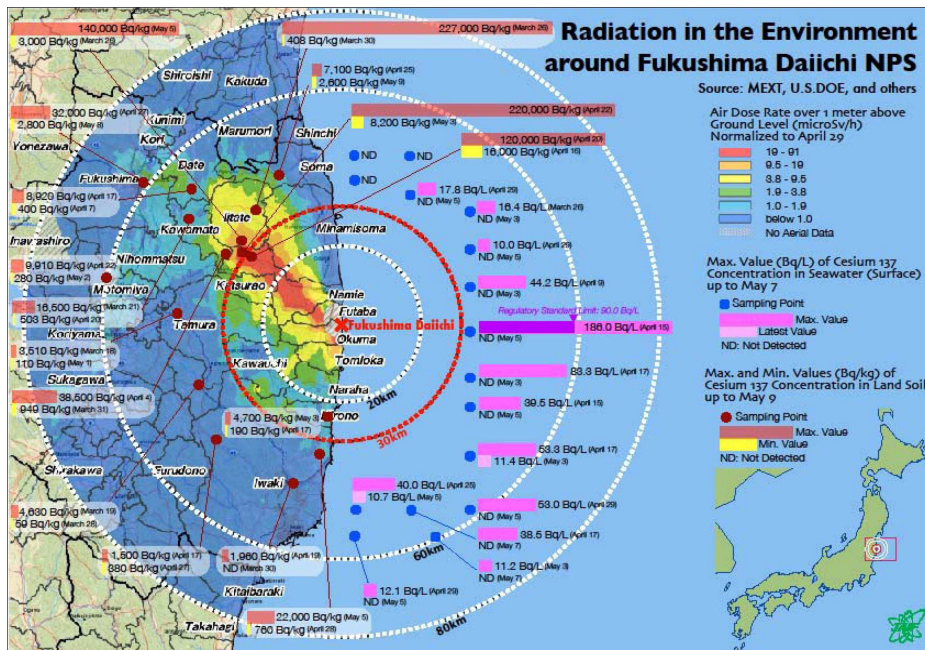 Radiation in the Environment
around Fukushima Daiichi NPS
Source: MEXT, U.S.DOE, and others
Air Dose Rate over 1 meter above
Ground Level (microSv/h)
Normalized to April 29
19 - 91
9.5 - 19
3.8 - 9.5
1.9 - 3.8
1.0 - 1.9
below 1.0
No Aerial Data
Max. Value (Bq/L) of Cesium 137
Concentration in Seawater (Surface)
up to May 7
Sampling Point
Max. Value
Latest Value
ND: Not Detected
Max. and Min. Values (Bq/kg) of
Cesium 137 Concentration in Land Soil
up to May 9
Sampling Point
Max. Value
Min. Value
ND: Not Detected
140,000 Bq/kg (May 5)
3,000 Bq/kg (March 26)
227,000 Bq/kg (March 26)
408 Bq/kg (March 30)
7,100 Bq/kg (April 25)
2,600 Bq/kg (May 9)
220,000 Bq/kg (April 22)
8,200 Bq/kg (May 3)
120,000 Bq/kg (April 20)
16,000 Bq/kg (April 16)
32,000 Bq/kg (April 27)
2,800 Bq/kg (May 8)
8,920 Bq/kg (April 17)
400 Bq/kg (April 7)
9,910 Bq/kg (April 22)
280 Bq/kg (May 2)
16,500 Bq/kg (March 21)
503 Bq/kg (April 20)
3,510 Bq/kg (March 18)
110 Bq/kg (May 1)
38,500 Bq/kg (April 4)
949 Bq/kg (March 31)
4,700 Bq/kg (May 3)
190 Bq/kg (April 17)
4,630 Bq/kg (March 19)
59 Bq/kg (March 28)
1,500 Bq/kg (April 17)
880 Bq/kg (April 27)
1,960 Bq/kg (April 19)
ND (March 30)
22,000 Bq/kg (May 5)
760 Bq/kg (April 28)
Shiroishi
Kakuda
Kunimi
Kori
Marumori
Shinchi
Yonezawa
Date
Soma
Fukushima
Iitate
Kawamata
Minamisoma
Inawashiro
Nihonmatsu
Katsurao
Motomiya
Namie
Futaba
Fukushima Daiichi
Tamura
Okuma
Koriyama
Tomioka
Kawauchi
Naraha
Sukagawa
Hirono
Shirakawa
Furudono
Iwaki
Kitaibaraki
Takahagi
20km
30km
60km
80km
ND
ND
ND
17.8 Bq/L (April 29)
ND (May 5)
16.4 Bq/L (March 26)
ND (May 3)
10.0 Bq/L (April 29)
ND (May 5)
44.2 Bq/L (April 9)
ND (May 3)
Regulatory Standard Limit: 90.0 Bq/L
186.0 Bq/L (April 15)
ND (May 5)
83.3 Bq/L (April 17)
ND (May 3)
39.5 Bq/L (April 15)
ND (May 5)
53.3 Bq/L (April 17)
11.4 Bq/L (May 3)
40.0 Bq/L (April 25)
10.7 Bq/L (May 5)
53.0 Bq/L (April 29)
ND (May 5)
38.5 Bq/L (April 17)
ND (May 7)
11.2 Bq/L (May 3)
ND (May 7)
12.1 Bq/L (April 29)
ND (May 5)